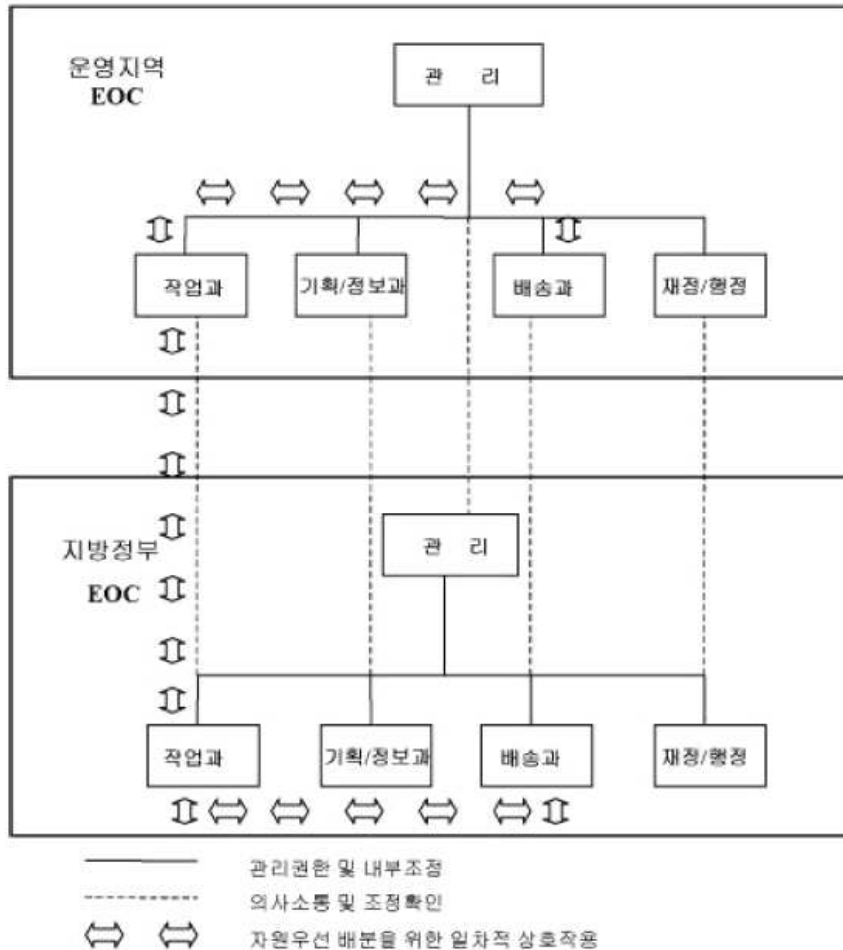 운영지역
EOC
관 리
작업과
기획/정보과
배송과
재정/행정
지방정부
EOC
관 리
작업과
기획/정보과
배송과
재정/행정
관리권한 및 내부조정
의사소통 및 조정확인
자원우선 배분을 위한 일차적 상호작용